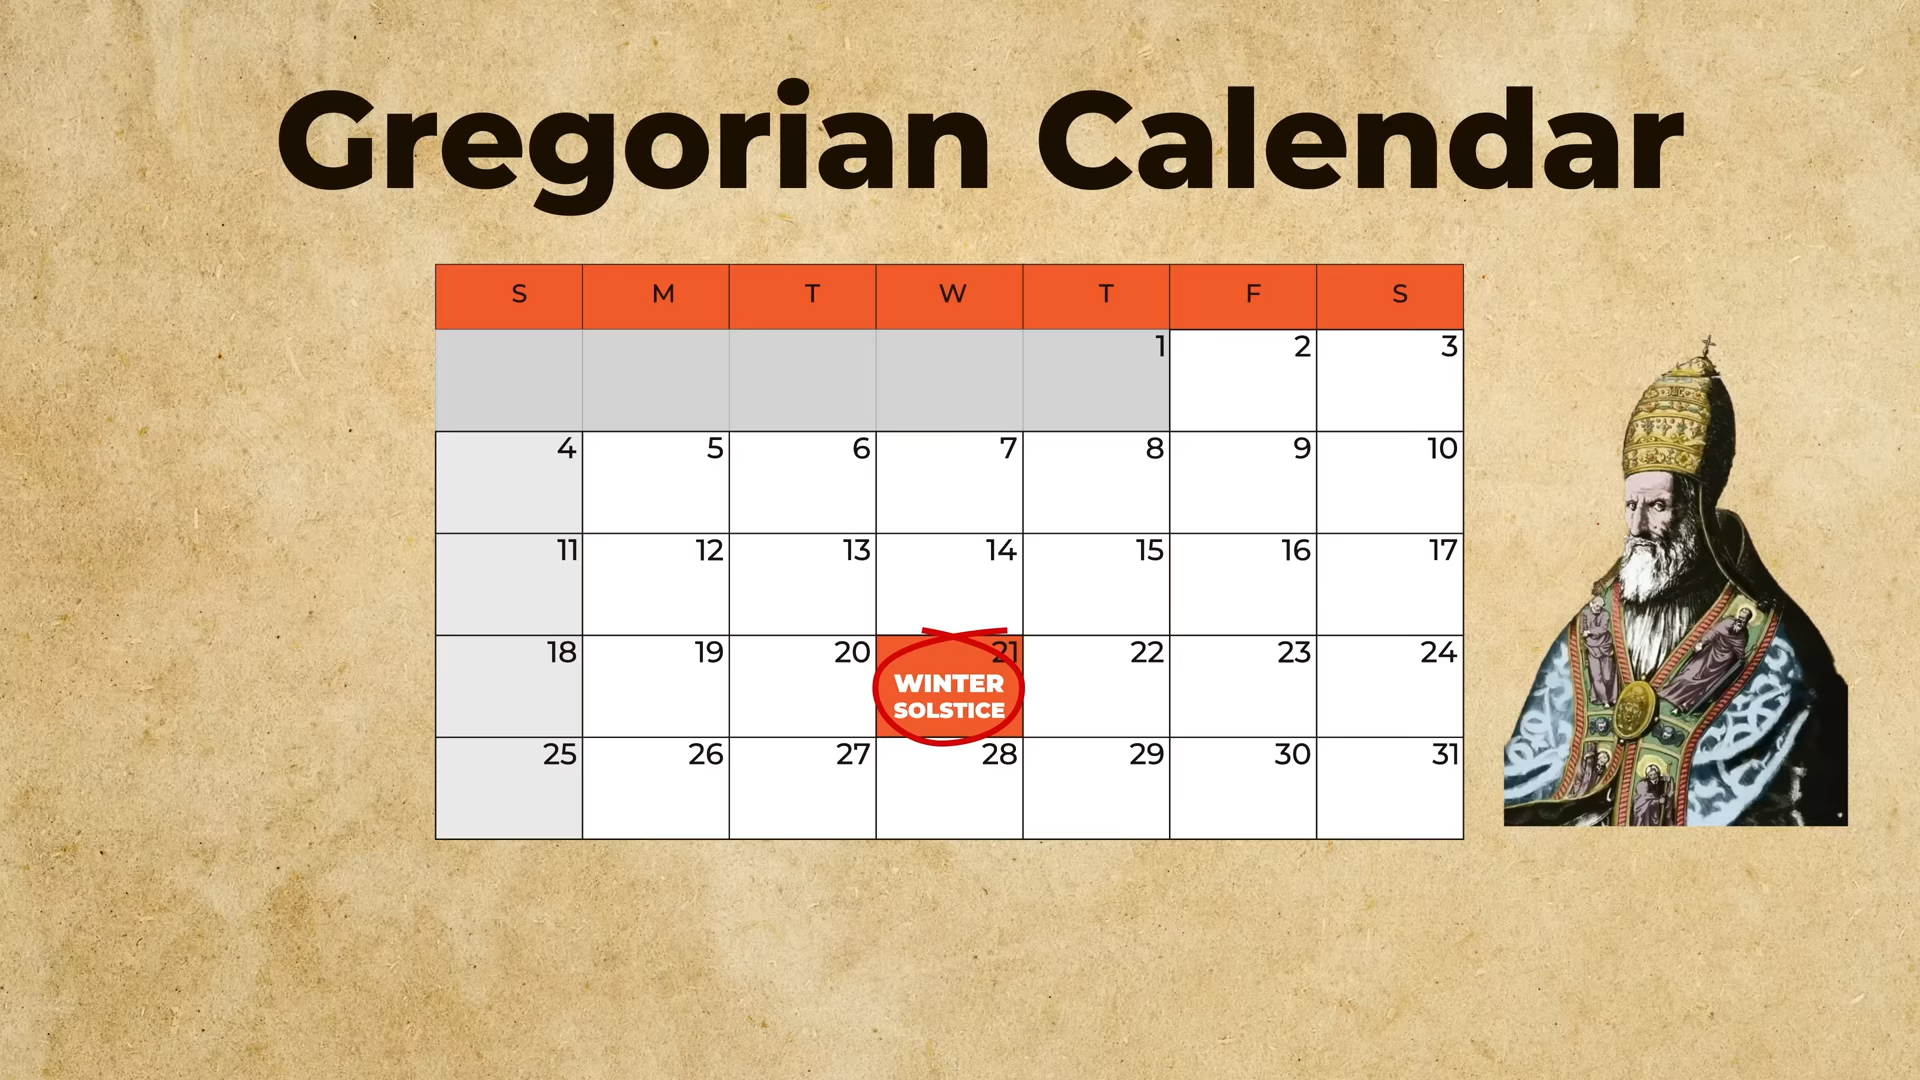 Gregorian Calendar
S M T W T F S
1 2 3
4 5 6 7 8 9 10
11 12 13 14 15 16 17
18 19 20 21 22 23 24
WINTER
SOLSTICE
25 26 27 28 29 30 31